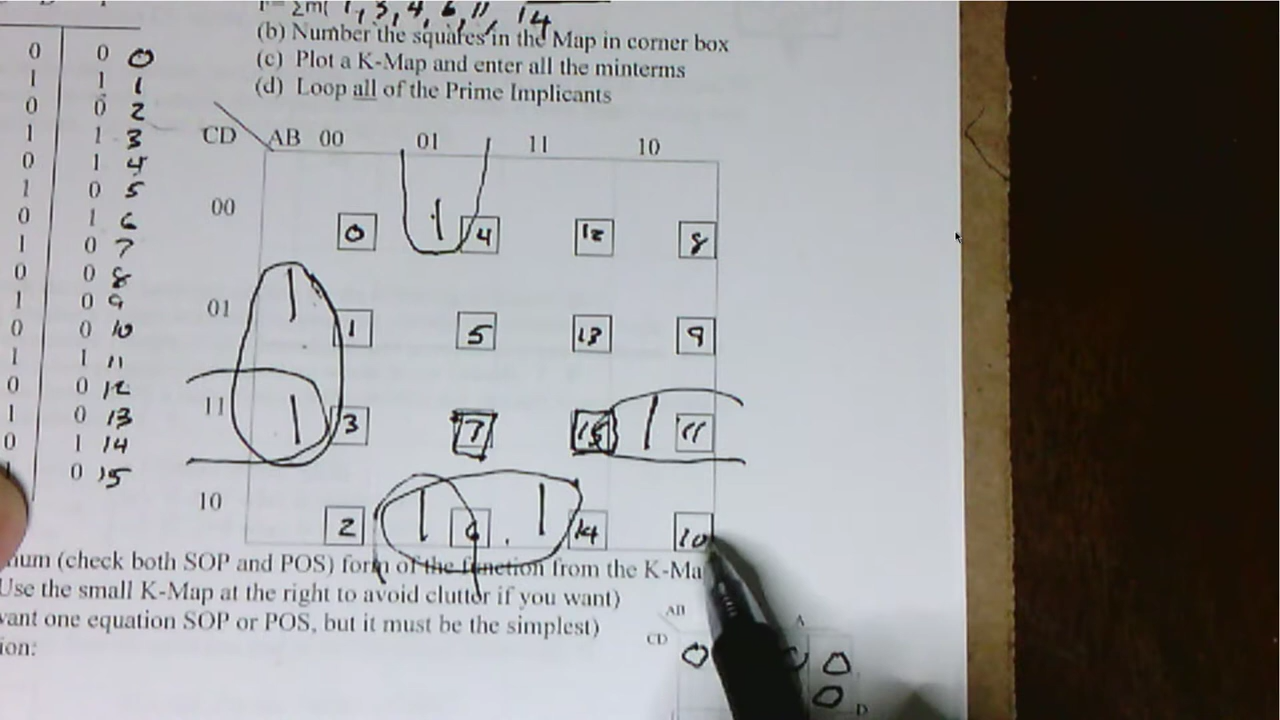 Σm( 1, 3, 4, 6, 11, 14
(b) Number the squares in the Map in corner box
(c) Plot a K-Map and enter all the minterms
(d) Loop all of the Prime Implicants
0 0 0
1 1 1
0 0 2
1 1 3
0 1 4
1 0 5
0 1 6
1 0 7
0 0 8
1 0 9
0 0 10
1 1 11
0 0 12
1 0 13
0 1 14
0 15
CD AB 00 01 11 10
00 0 1 4 12 8
01 1 1 5 13 9
11 1 3 7 15 1 11
10 2 1 6 1 14 10
(check both SOP and POS) form of the function from the K-Ma
Use the small K-Map at the right to avoid clutter if you want)
one equation SOP or POS, but it must be the simplest)
AB A
CD 0 0
0 D